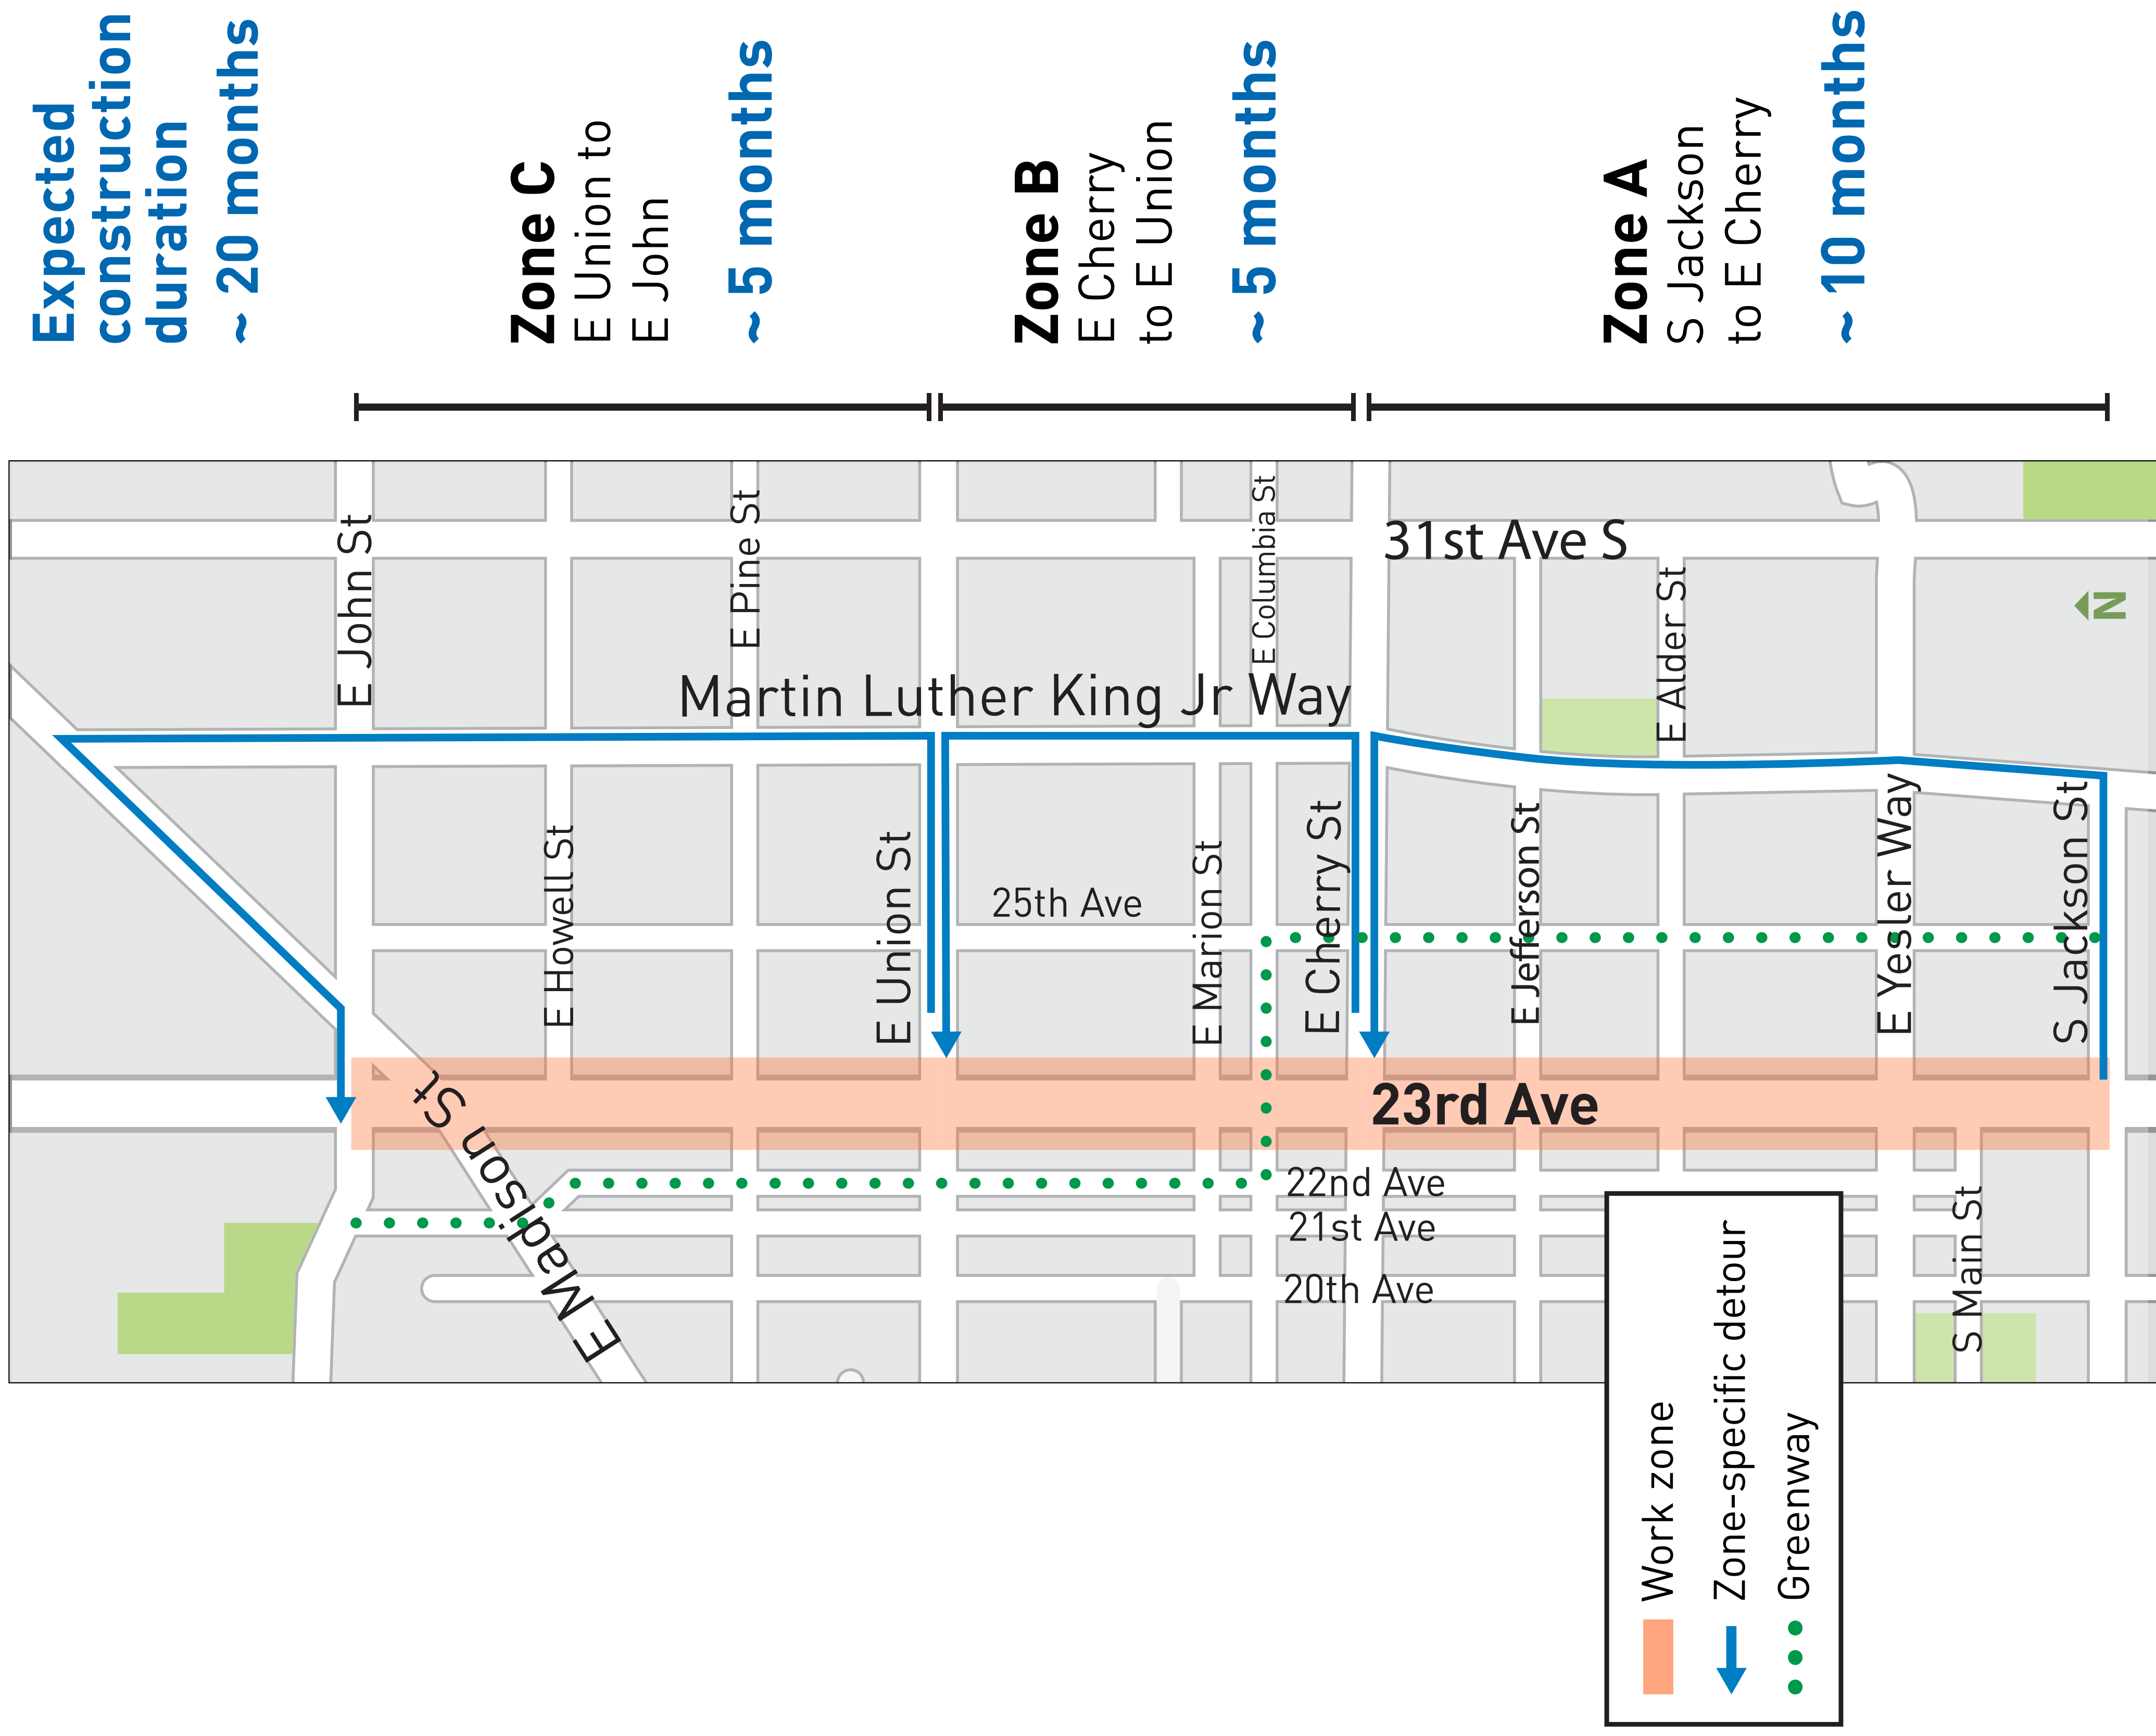 Expected
construction
duration
~ 20 months
Zone C
E Union to
E John
~ 5 months
Zone B
E Cherry
to E Union
~ 5 months
Zone A
S Jackson
to E Cherry
~ 10 months
E John St
E Pine St
E Columbia St
31st Ave S
E Alder St
N
Martin Luther King Jr Way
E Howell St
E Union St
25th Ave
E Marion St
E Cherry St
E Jefferson St
E Yesler Way
S Jackson St
23rd Ave
E Madison St
22nd Ave
21st Ave
20th Ave
S Main St
Work zone
Zone-specific detour
Greenway